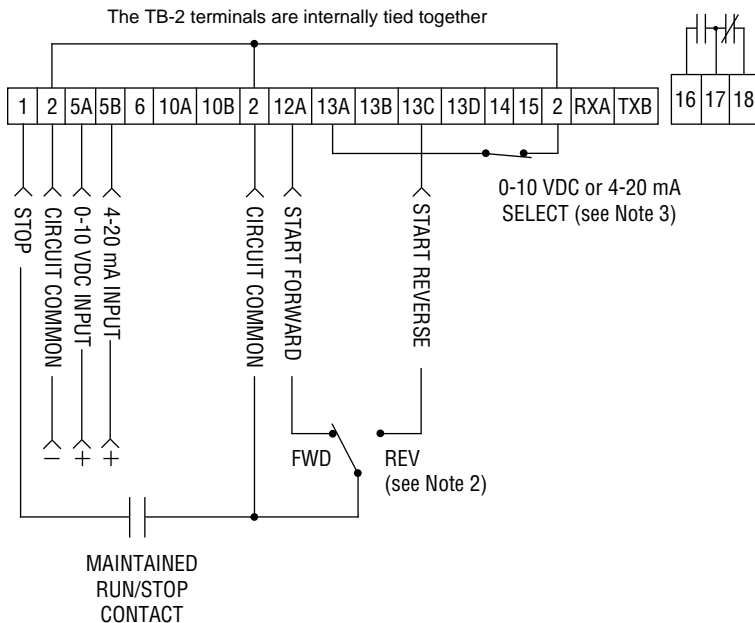 The TB-2 terminals are internally tied together
1 2 5A 5B 6 10A 10B 2 12A 13A 13B 13C 13D 14 15 2 RXA TXB
16 17 18
STOP
CIRCUIT COMMON
0-10 VDC INPUT
4-20 mA INPUT
CIRCUIT COMMON
START FORWARD
START REVERSE
0-10 VDC or 4-20 mA
SELECT (see Note 3)
− + +
FWD
REV
(see Note 2)
MAINTAINED
RUN/STOP
CONTACT